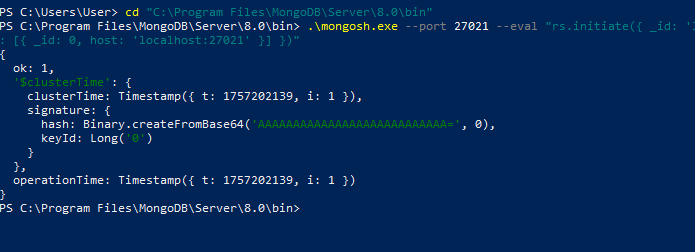 PS C:\Users\User> cd "C:\Program Files\MongoDB\Server\8.0\bin"
PS C:\Program Files\MongoDB\Server\8.0\bin> .\mongosh.exe --port 27021 --eval "rs.initiate({ _id:
: [{ _id: 0, host: 'localhost:27021' }] })"
{
  ok: 1,
  '$clusterTime': {
    clusterTime: Timestamp({ t: 1757202139, i: 1 }),
    signature: {
      hash: Binary.createFromBase64('AAAAAAAAAAAAAAAAAAAAAAAAAAA=', 0),
      keyId: Long('0')
    }
  },
  operationTime: Timestamp({ t: 1757202139, i: 1 })
}
PS C:\Program Files\MongoDB\Server\8.0\bin>